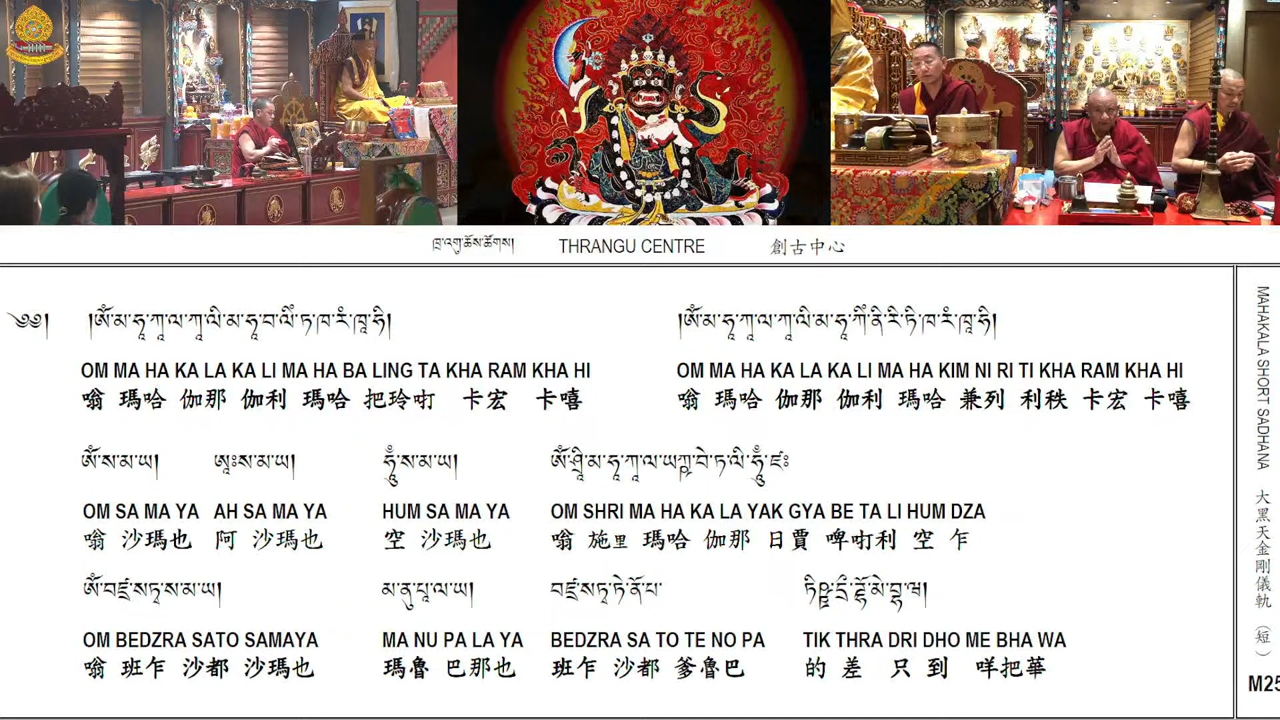 ཁྲ་འགུ་ཆོས་ཚོགས། THRANGU CENTRE 創古中心
༄༅། །ཨོཾ་མ་ཧཱ་ཀཱ་ལ་ཀཱ་ལི་མ་ཧཱ་བ་ལིཾ་ཏ་ཁ་རཾ་ཁཱ་ཧི། །ཨོཾ་མ་ཧཱ་ཀཱ་ལ་ཀཱ་ལི་མ་ཧཱ་ཀིཾ་ནི་རི་ཏི་ཁ་རཾ་ཁཱ་ཧི།
OM MA HA KA LA KA LI MA HA BA LING TA KHA RAM KHA HI OM MA HA KA LA KA LI MA HA KIM NI RI TI KHA RAM KHA HI
嗡 瑪哈 伽那 伽利 瑪哈 把玲叮 卡宏 卡嘻 嗡 瑪哈 伽那 伽利 瑪哈 兼列 利秩 卡宏 卡嘻
ཨོཾ་ས་མ་ཡ། ཨཱཿས་མ་ཡ། ཧཱུྃ་ས་མ་ཡ། ཨོཾ་ཤྲཱི་མ་ཧཱ་ཀཱ་ལ་ཡཀྵ་བེ་ཏ་ལི་ཧཱུྃ་ཛཿ
OM SA MA YA AH SA MA YA HUM SA MA YA OM SHRI MA HA KA LA YAK GYA BE TA LI HUM DZA
嗡 沙瑪也 阿 沙瑪也 空 沙瑪也 嗡 施里 瑪哈 伽那 日賈 啤叮利 空 乍
ཨོཾ་བཛྲ་སཏྭ་ས་མ་ཡ། མ་ནུ་པཱ་ལ་ཡ། བཛྲ་སཏྭ་ཏེ་ནོ་པ་
OM BEDZRA SATO SAMAYA MA NU PA LA YA BEDZRA SA TO TE NO PA TIK THRA DRI DHO ME BHA WA
嗡 班乍 沙都 沙瑪也 瑪魯 巴那也 班乍 沙都 爹魯巴 的 差 只 到 咩把華
MAHAKALA SHORT SADHANA 大黑天金剛儀軌（短）
M25